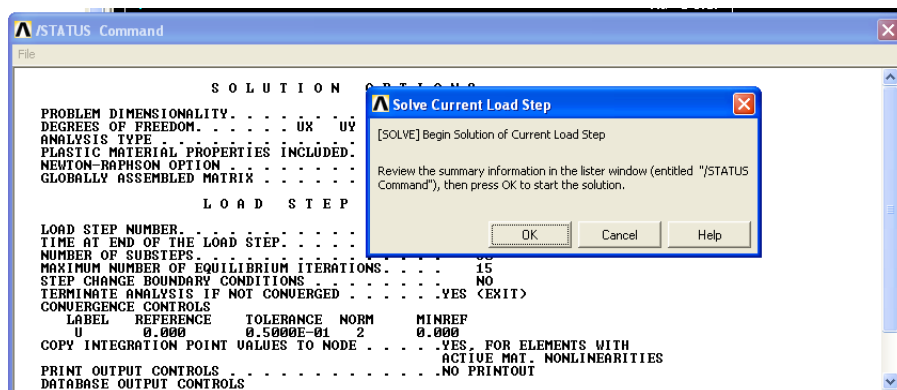 /STATUS Command
File
S O L U T I O N
PROBLEM DIMENSIONALITY. . . . . . . .
DEGREES OF FREEDOM. . . . . . UX UY
ANALYSIS TYPE . . . . . . . . . . .
PLASTIC MATERIAL PROPERTIES INCLUDED.
NEWTON-RAPHSON OPTION . . . . . . .
GLOBALLY ASSEMBLED MATRIX . . . . . .
L O A D S T E P
LOAD STEP NUMBER. . . . . . . . . . .
TIME AT END OF THE LOAD STEP. . . . .
NUMBER OF SUBSTEPS. . . . . . . . . .
MAXIMUM NUMBER OF EQUILIBRIUM ITERATIONS. . . . 15
STEP CHANGE BOUNDARY CONDITIONS . . . . . . . . NO
TERMINATE ANALYSIS IF NOT CONVERGED . . . . . .YES (EXIT)
CONVERGENCE CONTROLS
LABEL REFERENCE TOLERANCE NORM MINREF
U 0.000 0.5000E-01 2 0.000
COPY INTEGRATION POINT VALUES TO NODE . . . . .YES, FOR ELEMENTS WITH
ACTIVE MAT. NONLINEARITIES
PRINT OUTPUT CONTROLS . . . . . . . . . . . . .NO PRINTOUT
DATABASE OUTPUT CONTROLS
Solve Current Load Step
[SOLVE] Begin Solution of Current Load Step
Review the summary information in the lister window (entitled "/STATUS
Command"), then press OK to start the solution.
OK Cancel Help